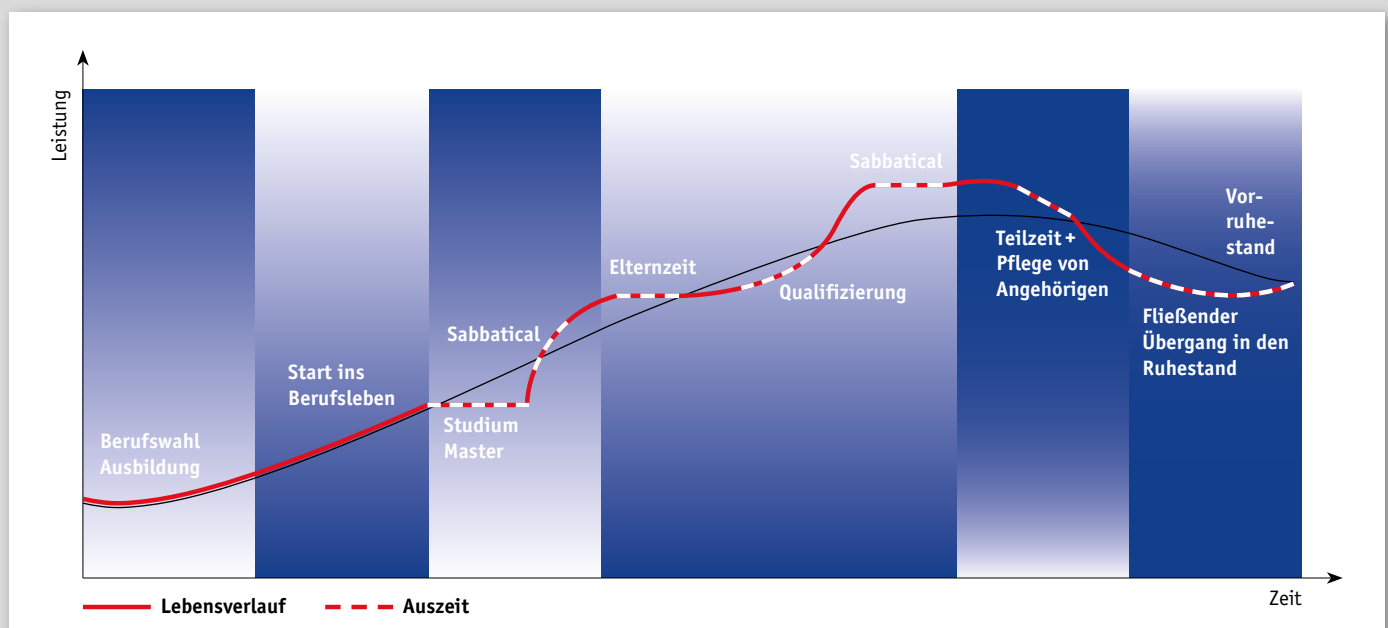 Leistung
Berufswahl
Ausbildung
Start ins
Berufsleben
Sabbatical
Studium
Master
Elternzeit
Qualifizierung
Sabbatical
Teilzeit +
Pflege von
Angehörigen
Vor-
ruhe-
stand
Fließender
Übergang in den
Ruhestand
Zeit
Lebensverlauf
Auszeit